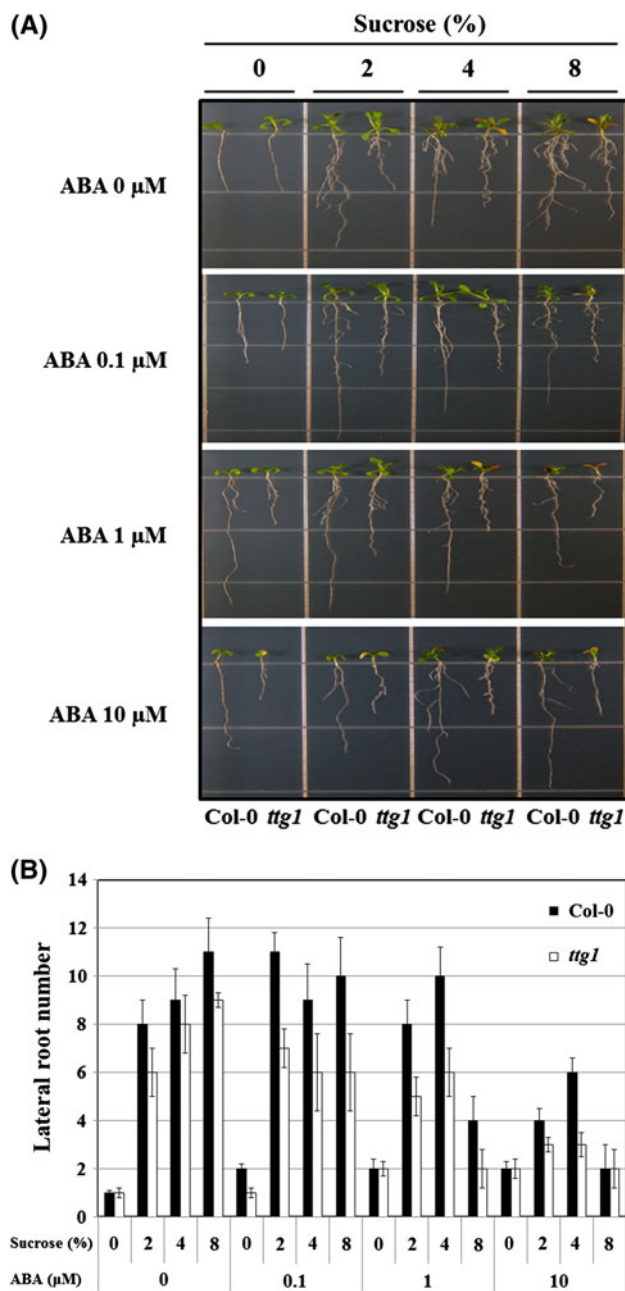 (A)
Sucrose (%)
0 2 4 8
ABA 0 µM
ABA 0.1 µM
ABA 1 µM
ABA 10 µM
Col-0 ttg1 Col-0 ttg1 Col-0 ttg1 Col-0 ttg1
(B)
14
12
10
8
6
4
2
0
Lateral root number
Col-0
ttg1
Sucrose (%) 0 2 4 8 0 2 4 8 0 2 4 8 0 2 4 8
ABA (µM) 0 0.1 1 10